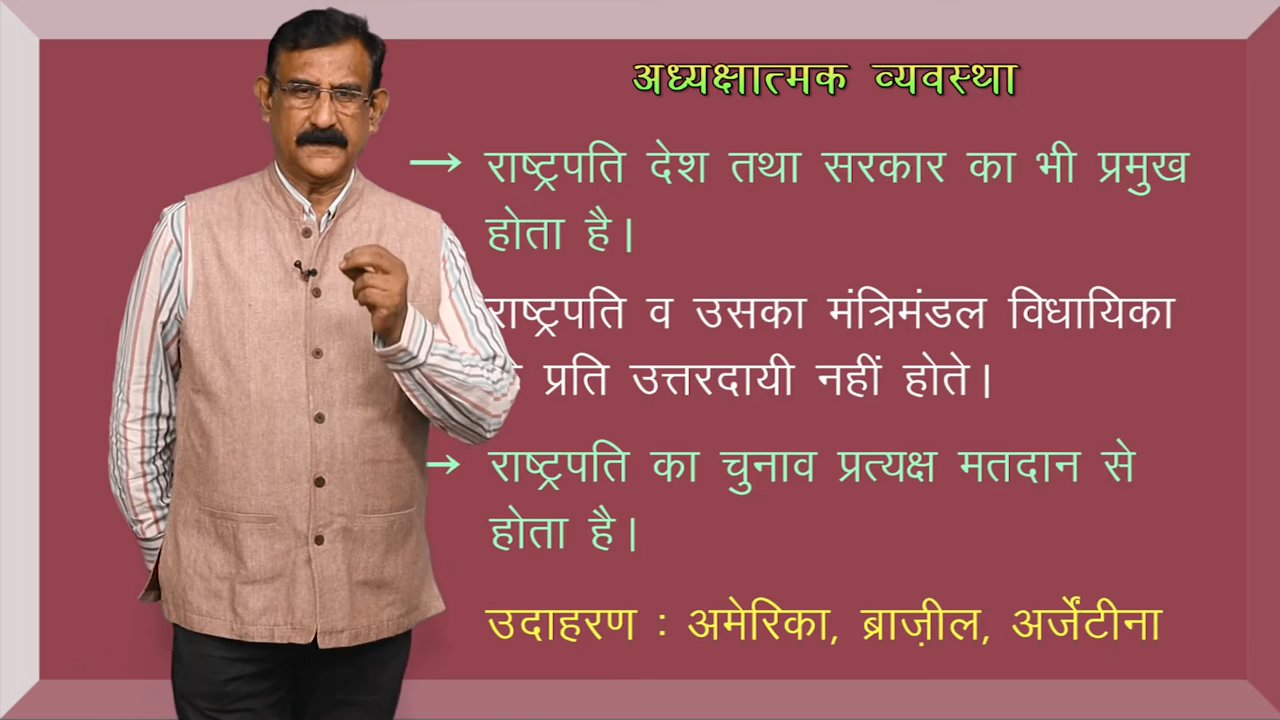 अध्यक्षात्मक व्यवस्था
→ राष्ट्रपति देश तथा सरकार का भी प्रमुख
होता है।
राष्ट्रपति व उसका मंत्रिमंडल विधायिका
प्रति उत्तरदायी नहीं होते।
→ राष्ट्रपति का चुनाव प्रत्यक्ष मतदान से
होता है।
उदाहरण : अमेरिका, ब्राज़ील, अर्जेंटीना